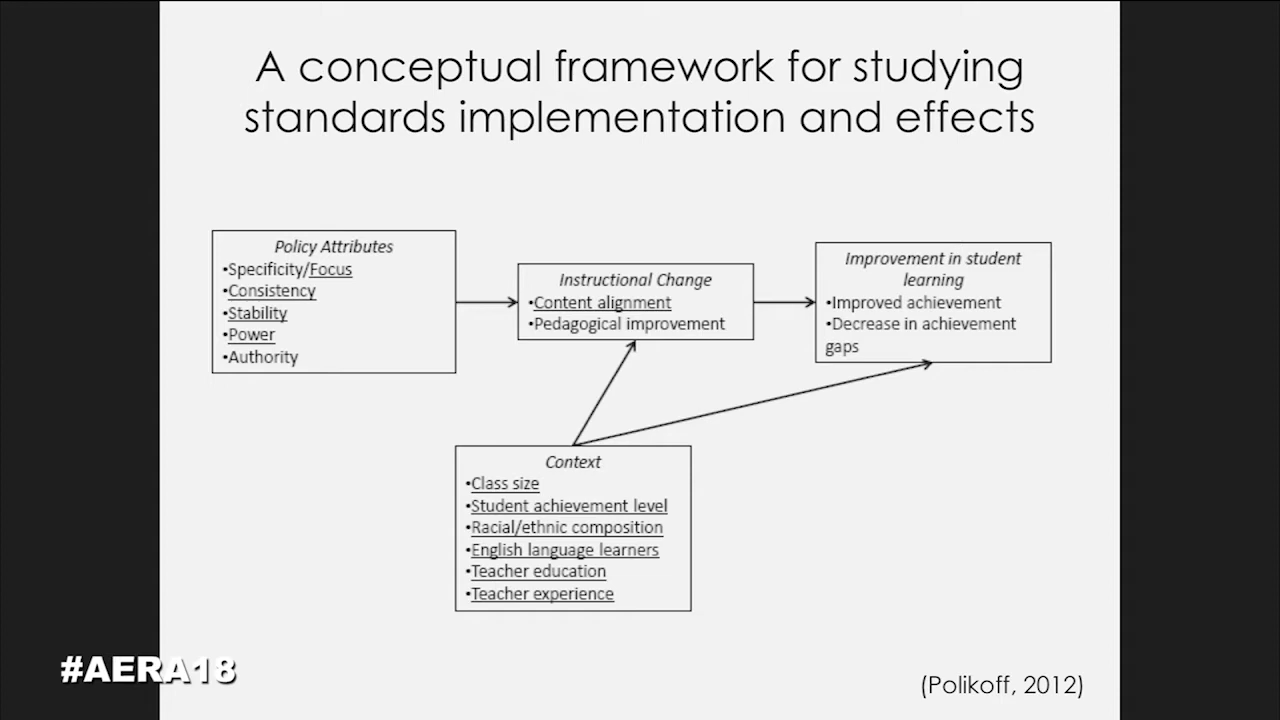 A conceptual framework for studying
standards implementation and effects
Policy Attributes
•Specificity/Focus
•Consistency
•Stability
•Power
•Authority
Instructional Change
•Content alignment
•Pedagogical improvement
Improvement in student
learning
•Improved achievement
•Decrease in achievement
gaps
Context
•Class size
•Student achievement level
•Racial/ethnic composition
•English language learners
•Teacher education
•Teacher experience
#AERA18
(Polikoff, 2012)